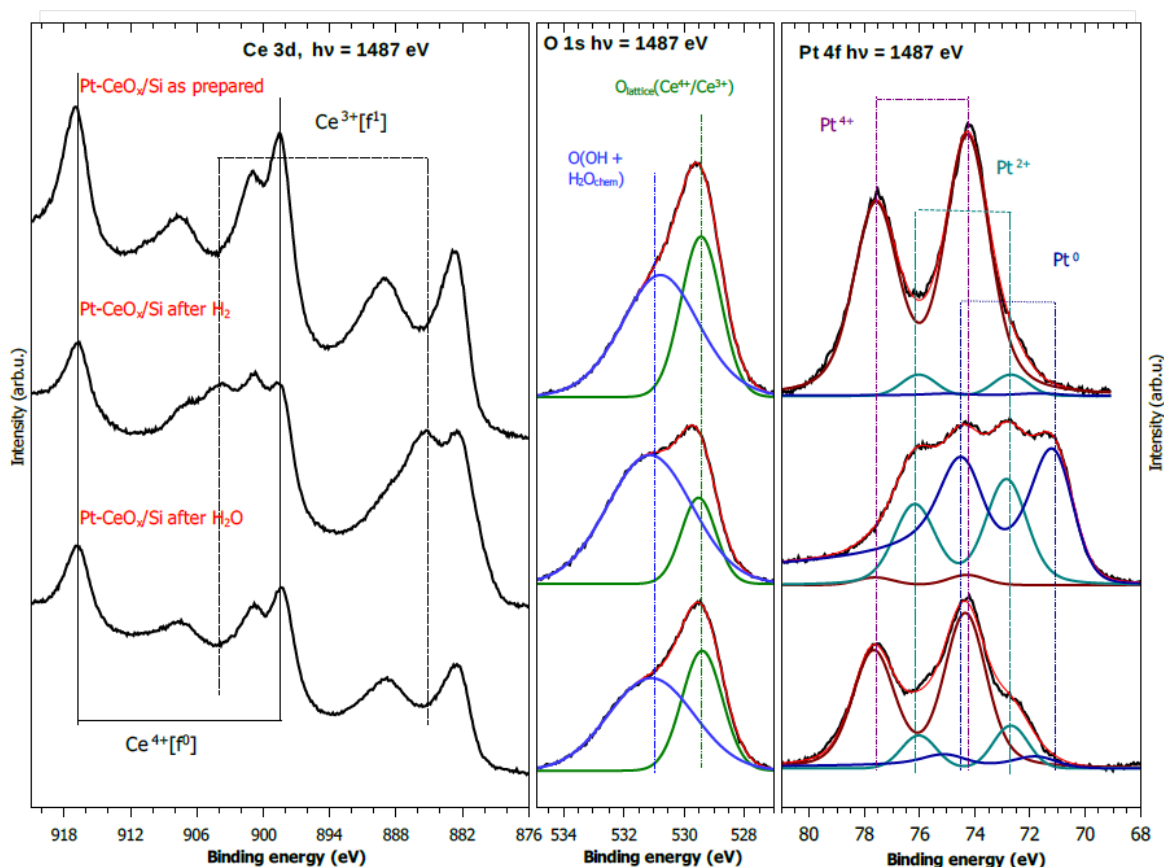 Ce 3d, hν = 1487 eV
Pt-CeOₓ/Si as prepared
Ce³⁺[f¹]
Pt-CeOₓ/Si after H₂
Pt-CeOₓ/Si after H₂O
Ce⁴⁺[f⁰]
Intensity (arb.u.)
918 912 906 900 894 888 882 876
Binding energy (eV)
O 1s hν = 1487 eV
Olattice(Ce⁴⁺/Ce³⁺)
O(OH +
H₂Ochem)
534 532 530 528
Binding energy (eV)
Pt 4f hν = 1487 eV
Pt⁴⁺
Pt²⁺
Pt⁰
80 78 76 74 72 70 68
Binding energy (eV)
Intensity (arb.u.)